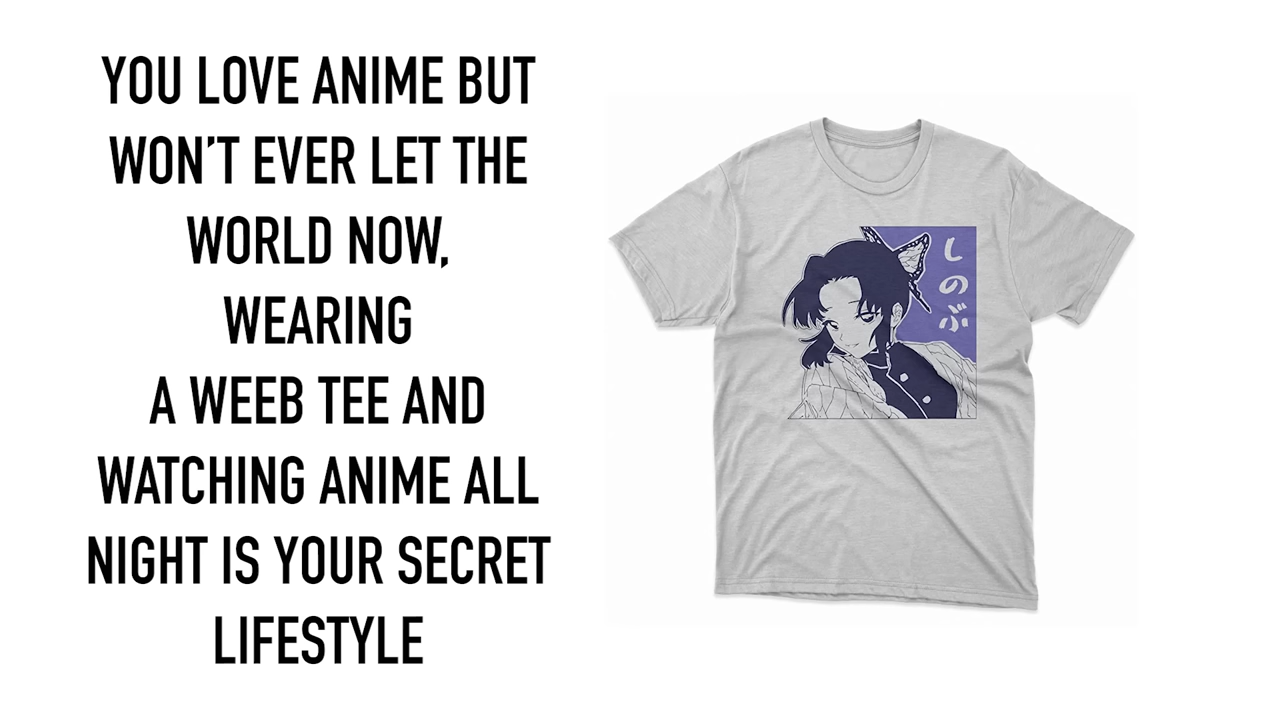 YOU LOVE ANIME BUT
WON'T EVER LET THE
WORLD NOW,
WEARING
A WEEB TEE AND
WATCHING ANIME ALL
NIGHT IS YOUR SECRET
LIFESTYLE
しのぶ